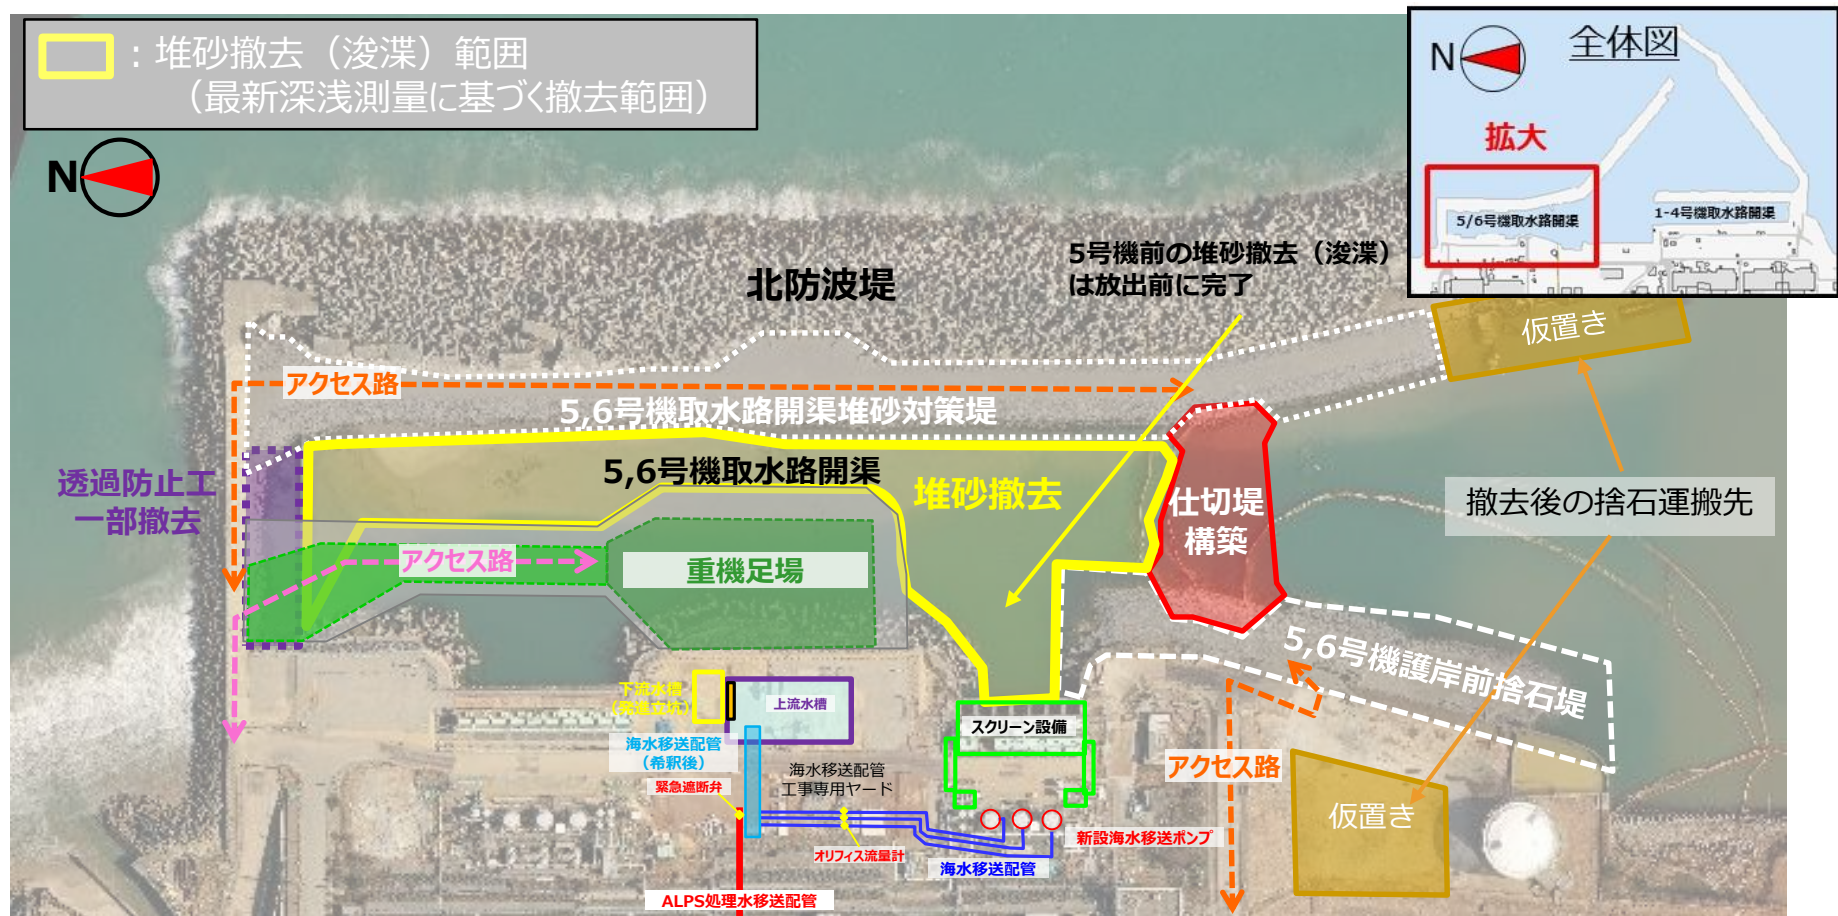 ：堆砂撤去（浚渫）範囲
（最新深浅測量に基づく撤去範囲）
N
N
全体図
拡大
5/6号機取水路開渠
1-4号機取水路開渠
5号機前の堆砂撤去（浚渫）
は放出前に完了
北防波堤
仮置き
アクセス路
5,6号機取水路開渠堆砂対策堤
5,6号機取水路開渠
堆砂撤去
透過防止工
一部撤去
仕切堤
構築
撤去後の捨石運搬先
アクセス路
重機足場
5,6号機護岸前捨石堤
下流水槽
（発進立坑）
上流水槽
スクリーン設備
海水移送配管
（希釈後）
緊急遮断弁
海水移送配管
工事専用ヤード
アクセス路
仮置き
新設海水移送ポンプ
オリフィス流量計
海水移送配管
ALPS処理水移送配管